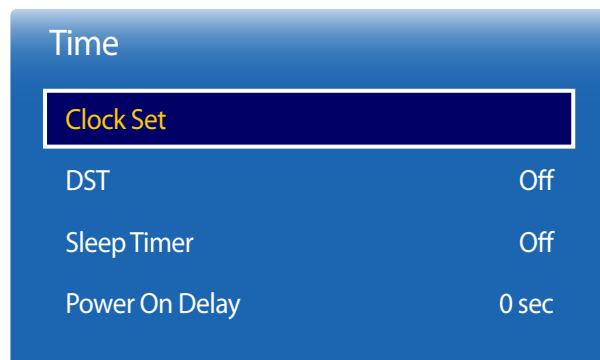 Time
Clock Set
DST Off
Sleep Timer Off
Power On Delay 0 sec